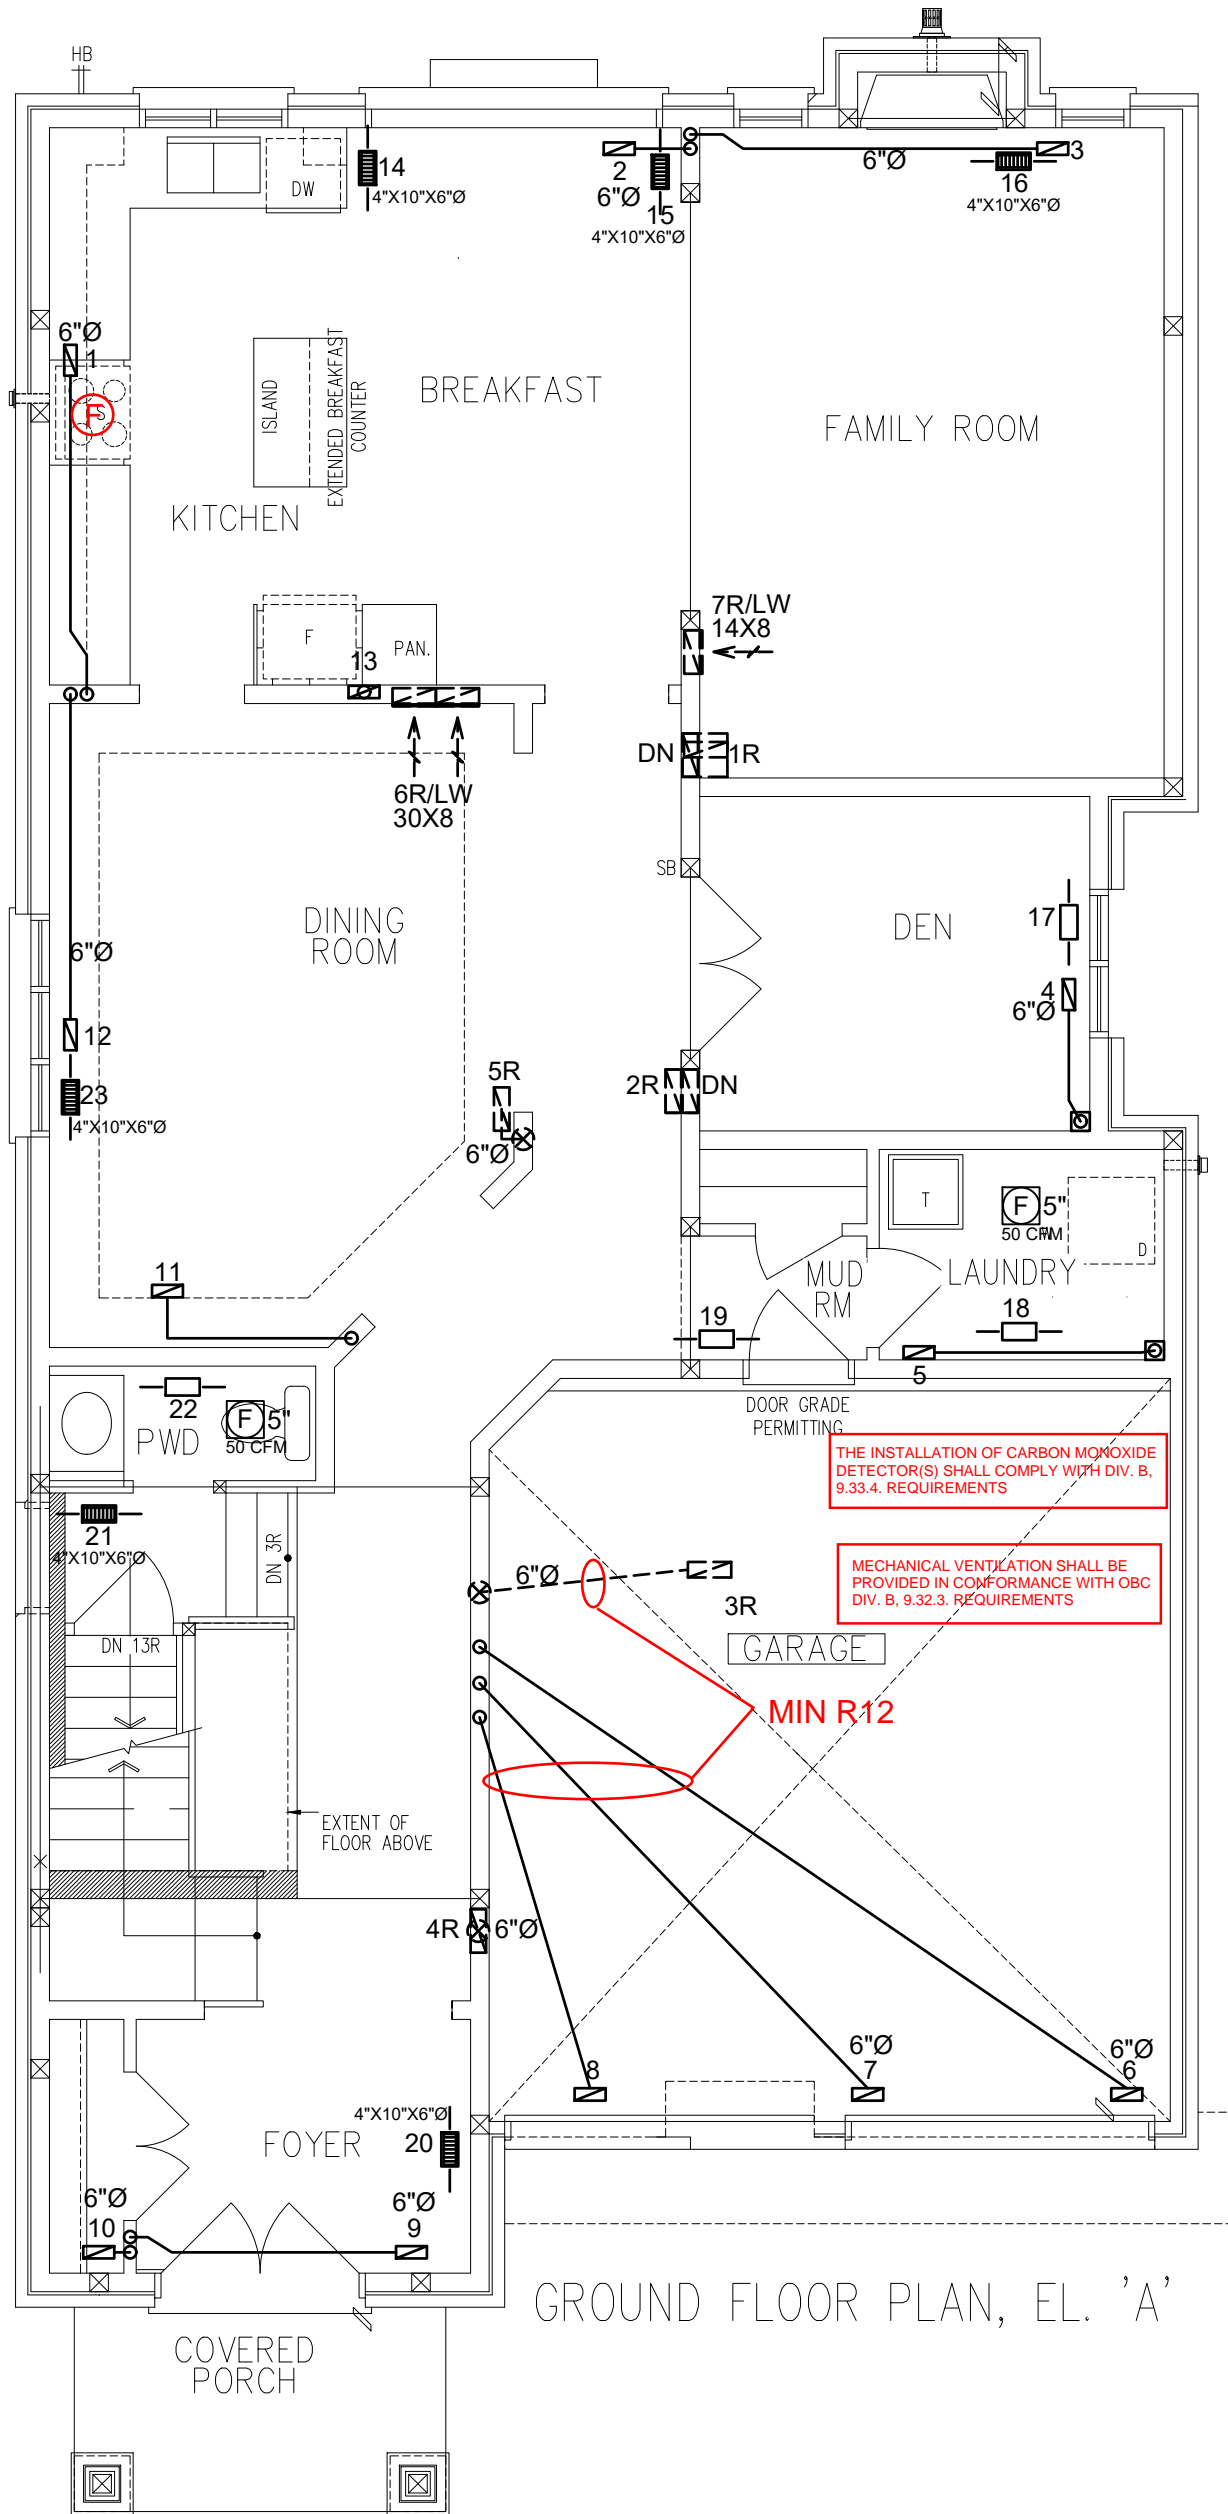 HB
14
4"X10"X6"Ø
DW
2
6"Ø
15
4"X10"X6"Ø
6"Ø
3
16
4"X10"X6"Ø
6"Ø
1
F
S
ISLAND
EXTENDED BREAKFAST
COUNTER
BREAKFAST
FAMILY ROOM
KITCHEN
F
PAN.
13
7R/LW
14X8
DN
1R
6R/LW
30X8
SB
DINING
ROOM
DEN
17
6"Ø
4
6"Ø
12
23
4"X10"X6"Ø
5R
6"Ø
2R
DN
T
F
5"
50 CFM
D
MUD
RM
LAUNDRY
11
19
18
5
22
F
5"
50 CFM
PWD
DOOR GRADE
PERMITTING
THE INSTALLATION OF CARBON MONOXIDE
DETECTOR(S) SHALL COMPLY WITH DIV. B,
9.33.4. REQUIREMENTS
21
4"X10"X6"Ø
DN 3R
6"Ø
3R
MECHANICAL VENTILATION SHALL BE
PROVIDED IN CONFORMANCE WITH OBC
DIV. B, 9.32.3. REQUIREMENTS
DN 13R
GARAGE
MIN R12
EXTENT OF
FLOOR ABOVE
4R
6"Ø
8
6"Ø
7
6"Ø
6
4"X10"X6"Ø
20
FOYER
6"Ø
10
6"Ø
9
GROUND FLOOR PLAN, EL. 'A'
COVERED
PORCH